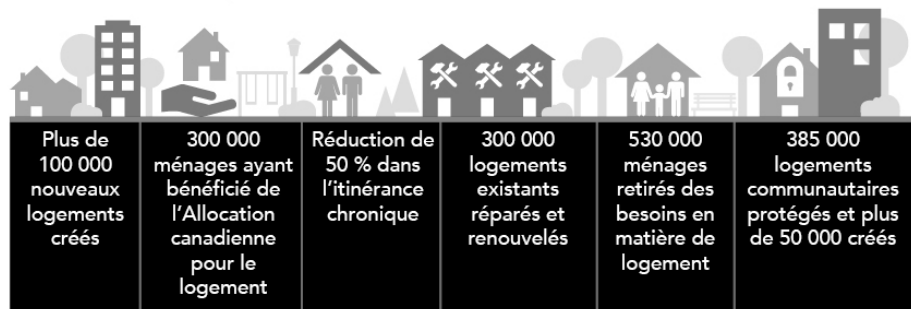 Plus de
100 000
nouveaux
logements
créés
300 000
ménages ayant
bénéficié de
l'Allocation
canadienne
pour le
logement
Réduction de
50 % dans
l'itinérance
chronique
300 000
logements
existants
réparés et
renouvelés
530 000
ménages
retirés des
besoins en
matière de
logement
385 000
logements
communautaires
protégés et plus
de 50 000 créés